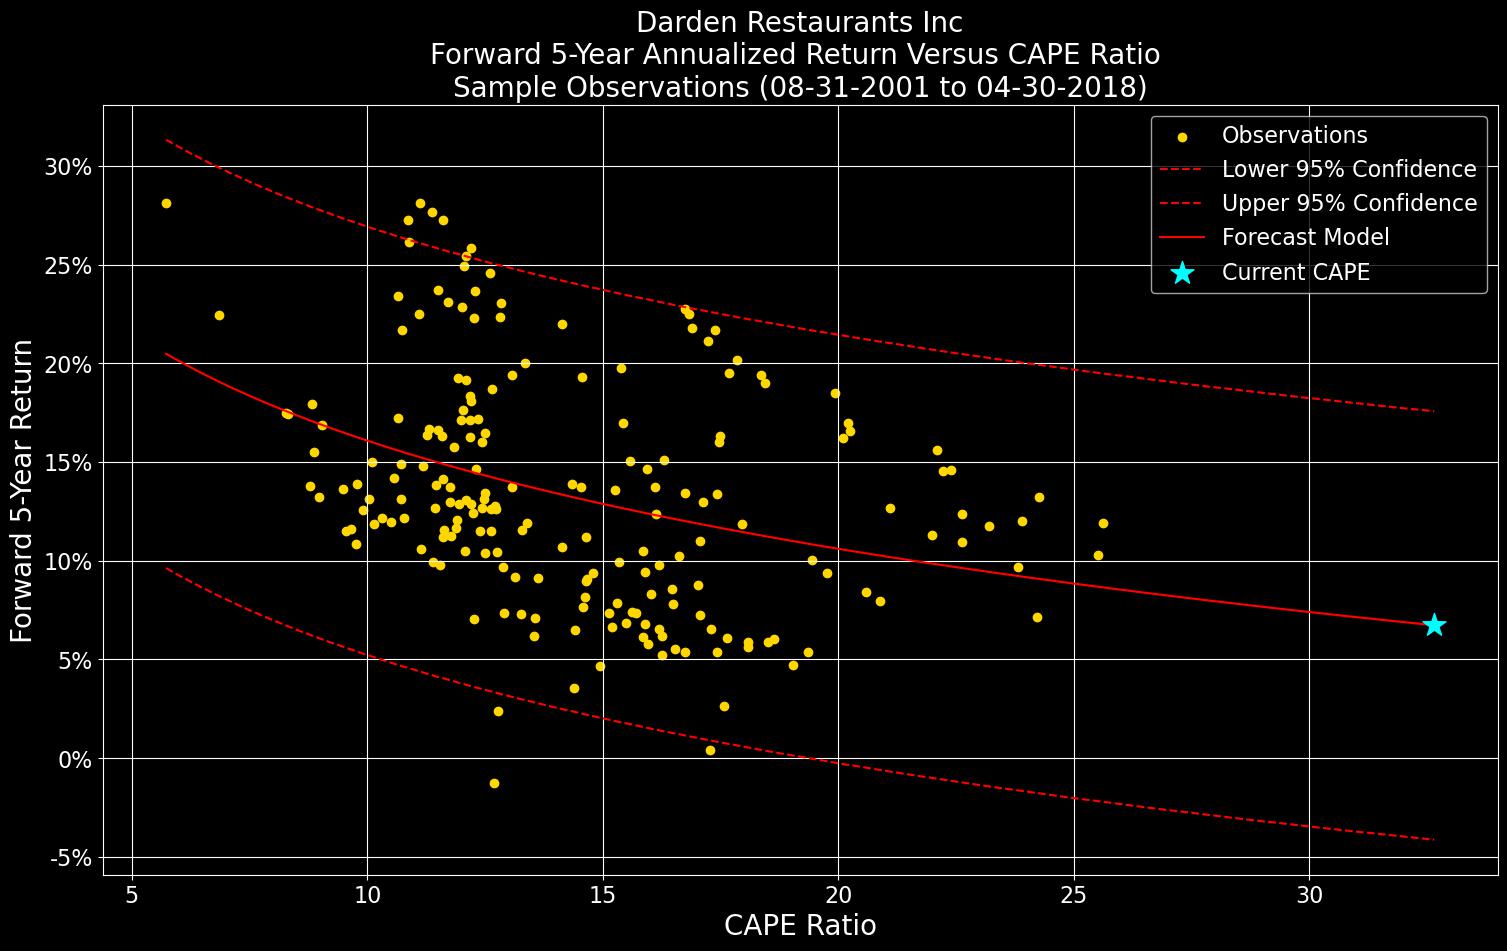 Darden Restaurants Inc
Forward 5-Year Annualized Return Versus CAPE Ratio
Sample Observations (08-31-2001 to 04-30-2018)
Observations
Lower 95% Confidence
Upper 95% Confidence
Forecast Model
Current CAPE
Forward 5-Year Return
30%
25%
20%
15%
10%
5%
0%
-5%
5
10
15
20
25
30
CAPE Ratio